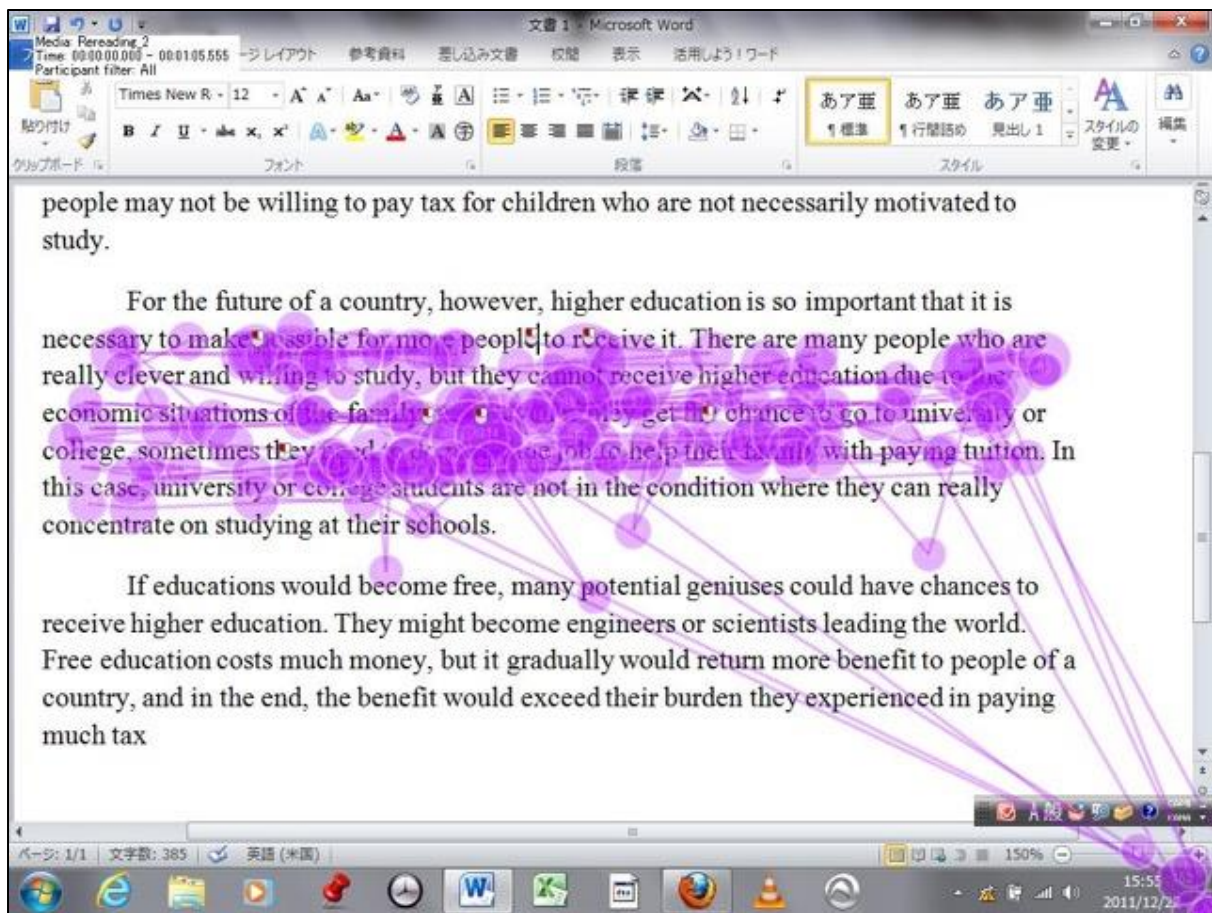 文書 1 - Microsoft Word
Media: Rereading_2
Time: 00:00:00.000 - 00:01:05.555
Participant filter: All
ージ レイアウト 参考資料 差し込み文書 校閲 表示 活用しよう!ワード
Times New R 12
貼り付け
あア亜 あア亜 あア亜
標準 行間詰め 見出し 1
スタイルの変更 編集
クリップボード フォント 段落 スタイル
people may not be willing to pay tax for children who are not necessarily motivated to
study.
For the future of a country, however, higher education is so important that it is
necessary to make possible for more people to receive it. There are many people who are
really clever and willing to study, but they cannot receive higher education due to the
economic situations of the family they get the chance to go to university or
college, sometimes they need to job to help their family with paying tuition. In
this case, university or college students are not in the condition where they can really
concentrate on studying at their schools.
If educations would become free, many potential geniuses could have chances to
receive higher education. They might become engineers or scientists leading the world.
Free education costs much money, but it gradually would return more benefit to people of a
country, and in the end, the benefit would exceed their burden they experienced in paying
much tax
A 般
ページ: 1/1 文字数: 385 英語 (米国) 150%
15:55
2011/12/2